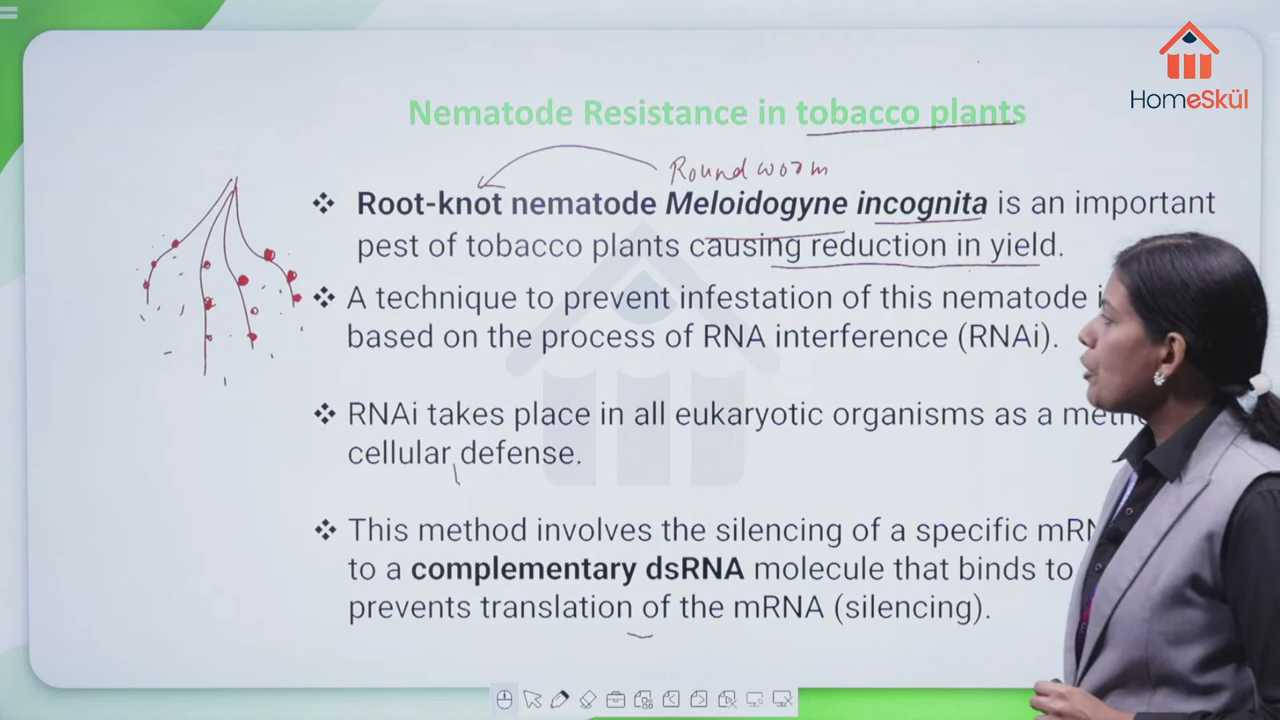 HomeSkül
Nematode Resistance in tobacco plants
Round worm
❖ Root-knot nematode Meloidogyne incognita is an important
pest of tobacco plants causing reduction in yield.
❖ A technique to prevent infestation of this nematode
based on the process of RNA interference (RNAi).
❖ RNAi takes place in all eukaryotic organisms as a
cellular defense.
❖ This method involves the silencing of a specific
to a complementary dsRNA molecule that binds to
prevents translation of the mRNA (silencing).